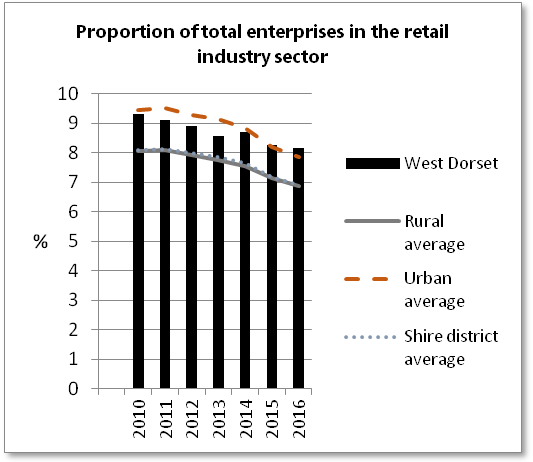 Proportion of total enterprises in the retail
industry sector
10
9
8
7
6
5
4
3
2
1
0
%
2010
2011
2012
2013
2014
2015
2016
West Dorset
Rural
average
Urban
average
Shire district
average